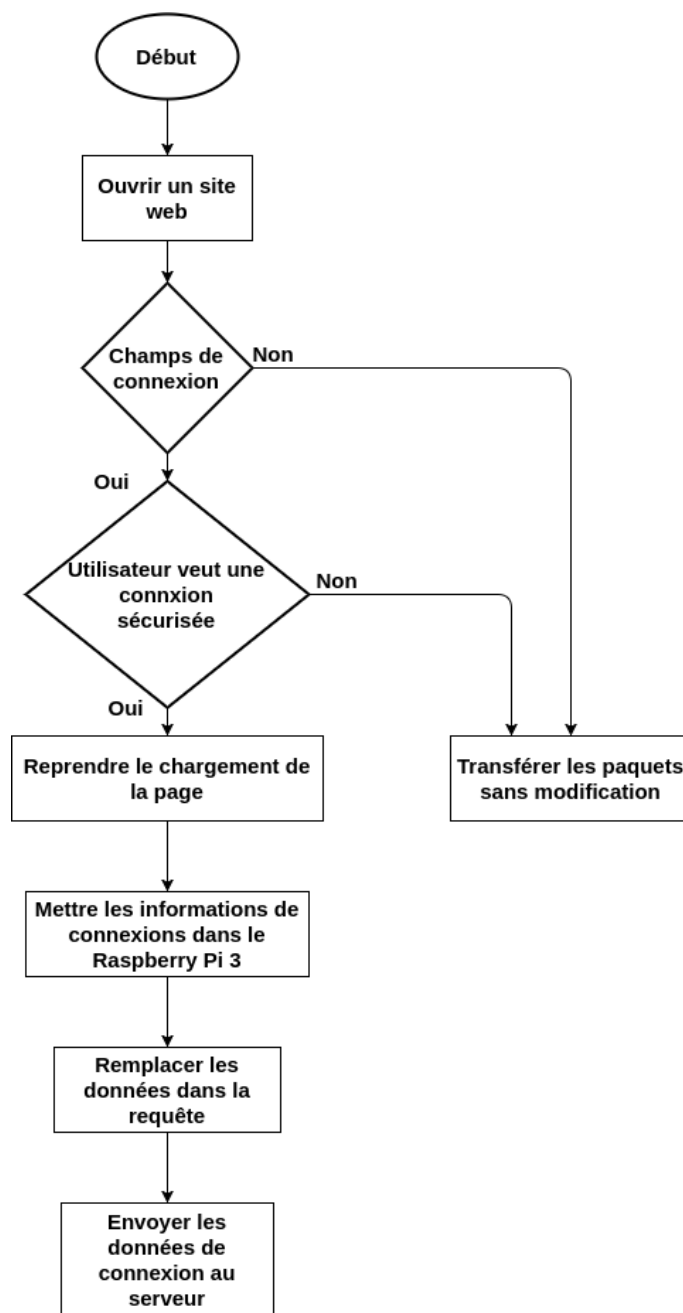 Début
Ouvrir un site
web
Champs de
connexion
Non
Oui
Utilisateur veut une
connxion
sécurisée
Non
Oui
Reprendre le chargement de
la page
Transférer les paquets
sans modification
Mettre les informations de
connexions dans le
Raspberry Pi 3
Remplacer les
données dans la
requête
Envoyer les
données de
connexion au
serveur